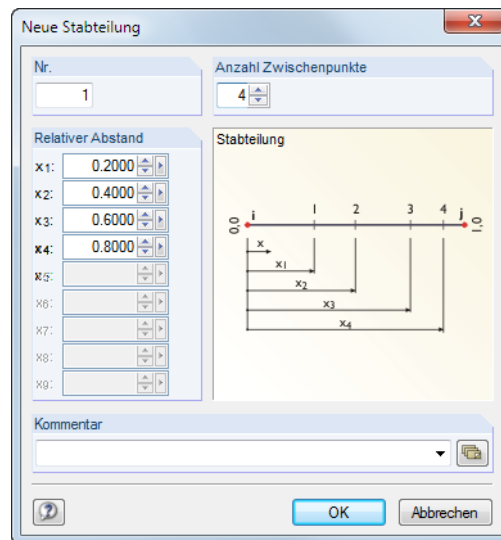 Neue Stabteilung
Nr.
1
Anzahl Zwischenpunkte
4
Relativer Abstand
x1: 0.2000
x2: 0.4000
x3: 0.6000
x4: 0.8000
x5:
x6:
x7:
x8:
x9:
Stabteilung
0,0 i 1 2 3 4 j 1,0
x
x1
x2
x3
x4
Kommentar
OK
Abbrechen